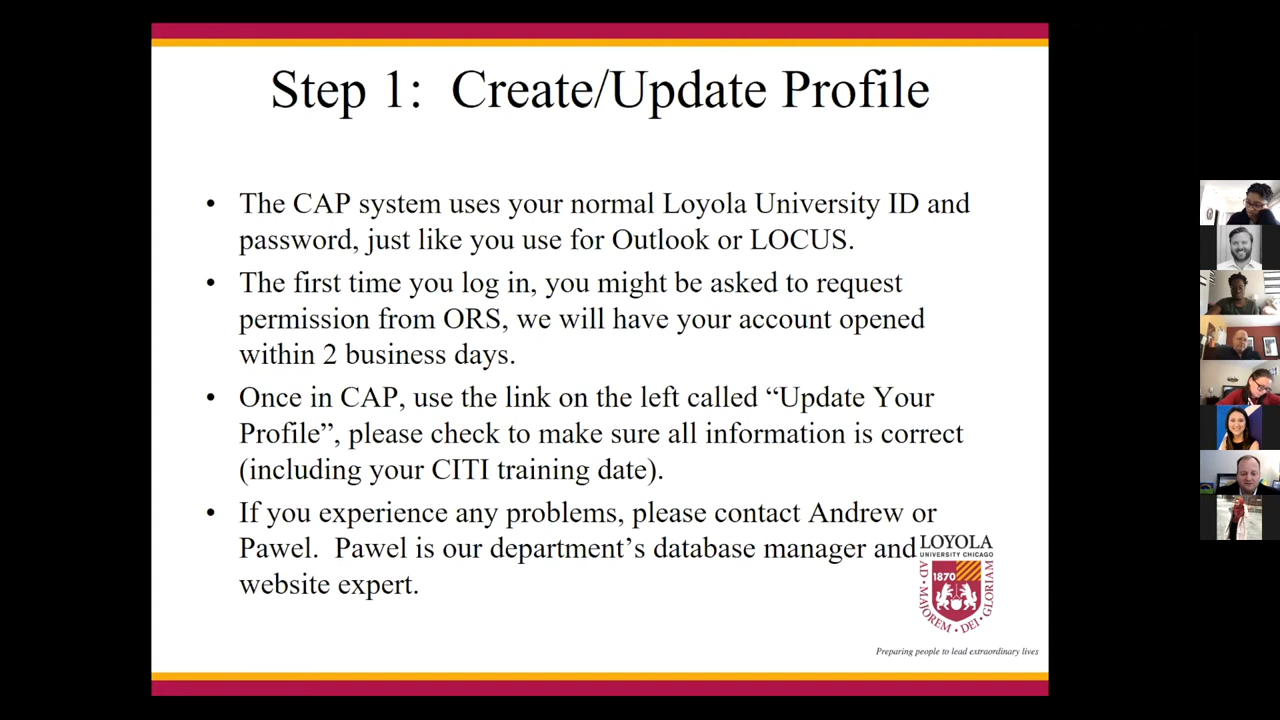 Step 1:  Create/Update Profile
• The CAP system uses your normal Loyola University ID and
password, just like you use for Outlook or LOCUS.
• The first time you log in, you might be asked to request
permission from ORS, we will have your account opened
within 2 business days.
• Once in CAP, use the link on the left called “Update Your
Profile”, please check to make sure all information is correct
(including your CITI training date).
• If you experience any problems, please contact Andrew or
Pawel.  Pawel is our department’s database manager and
website expert.
LOYOLA
UNIVERSITY CHICAGO
1870
AD • MAJOREM • DEI • GLORIAM
Preparing people to lead extraordinary lives